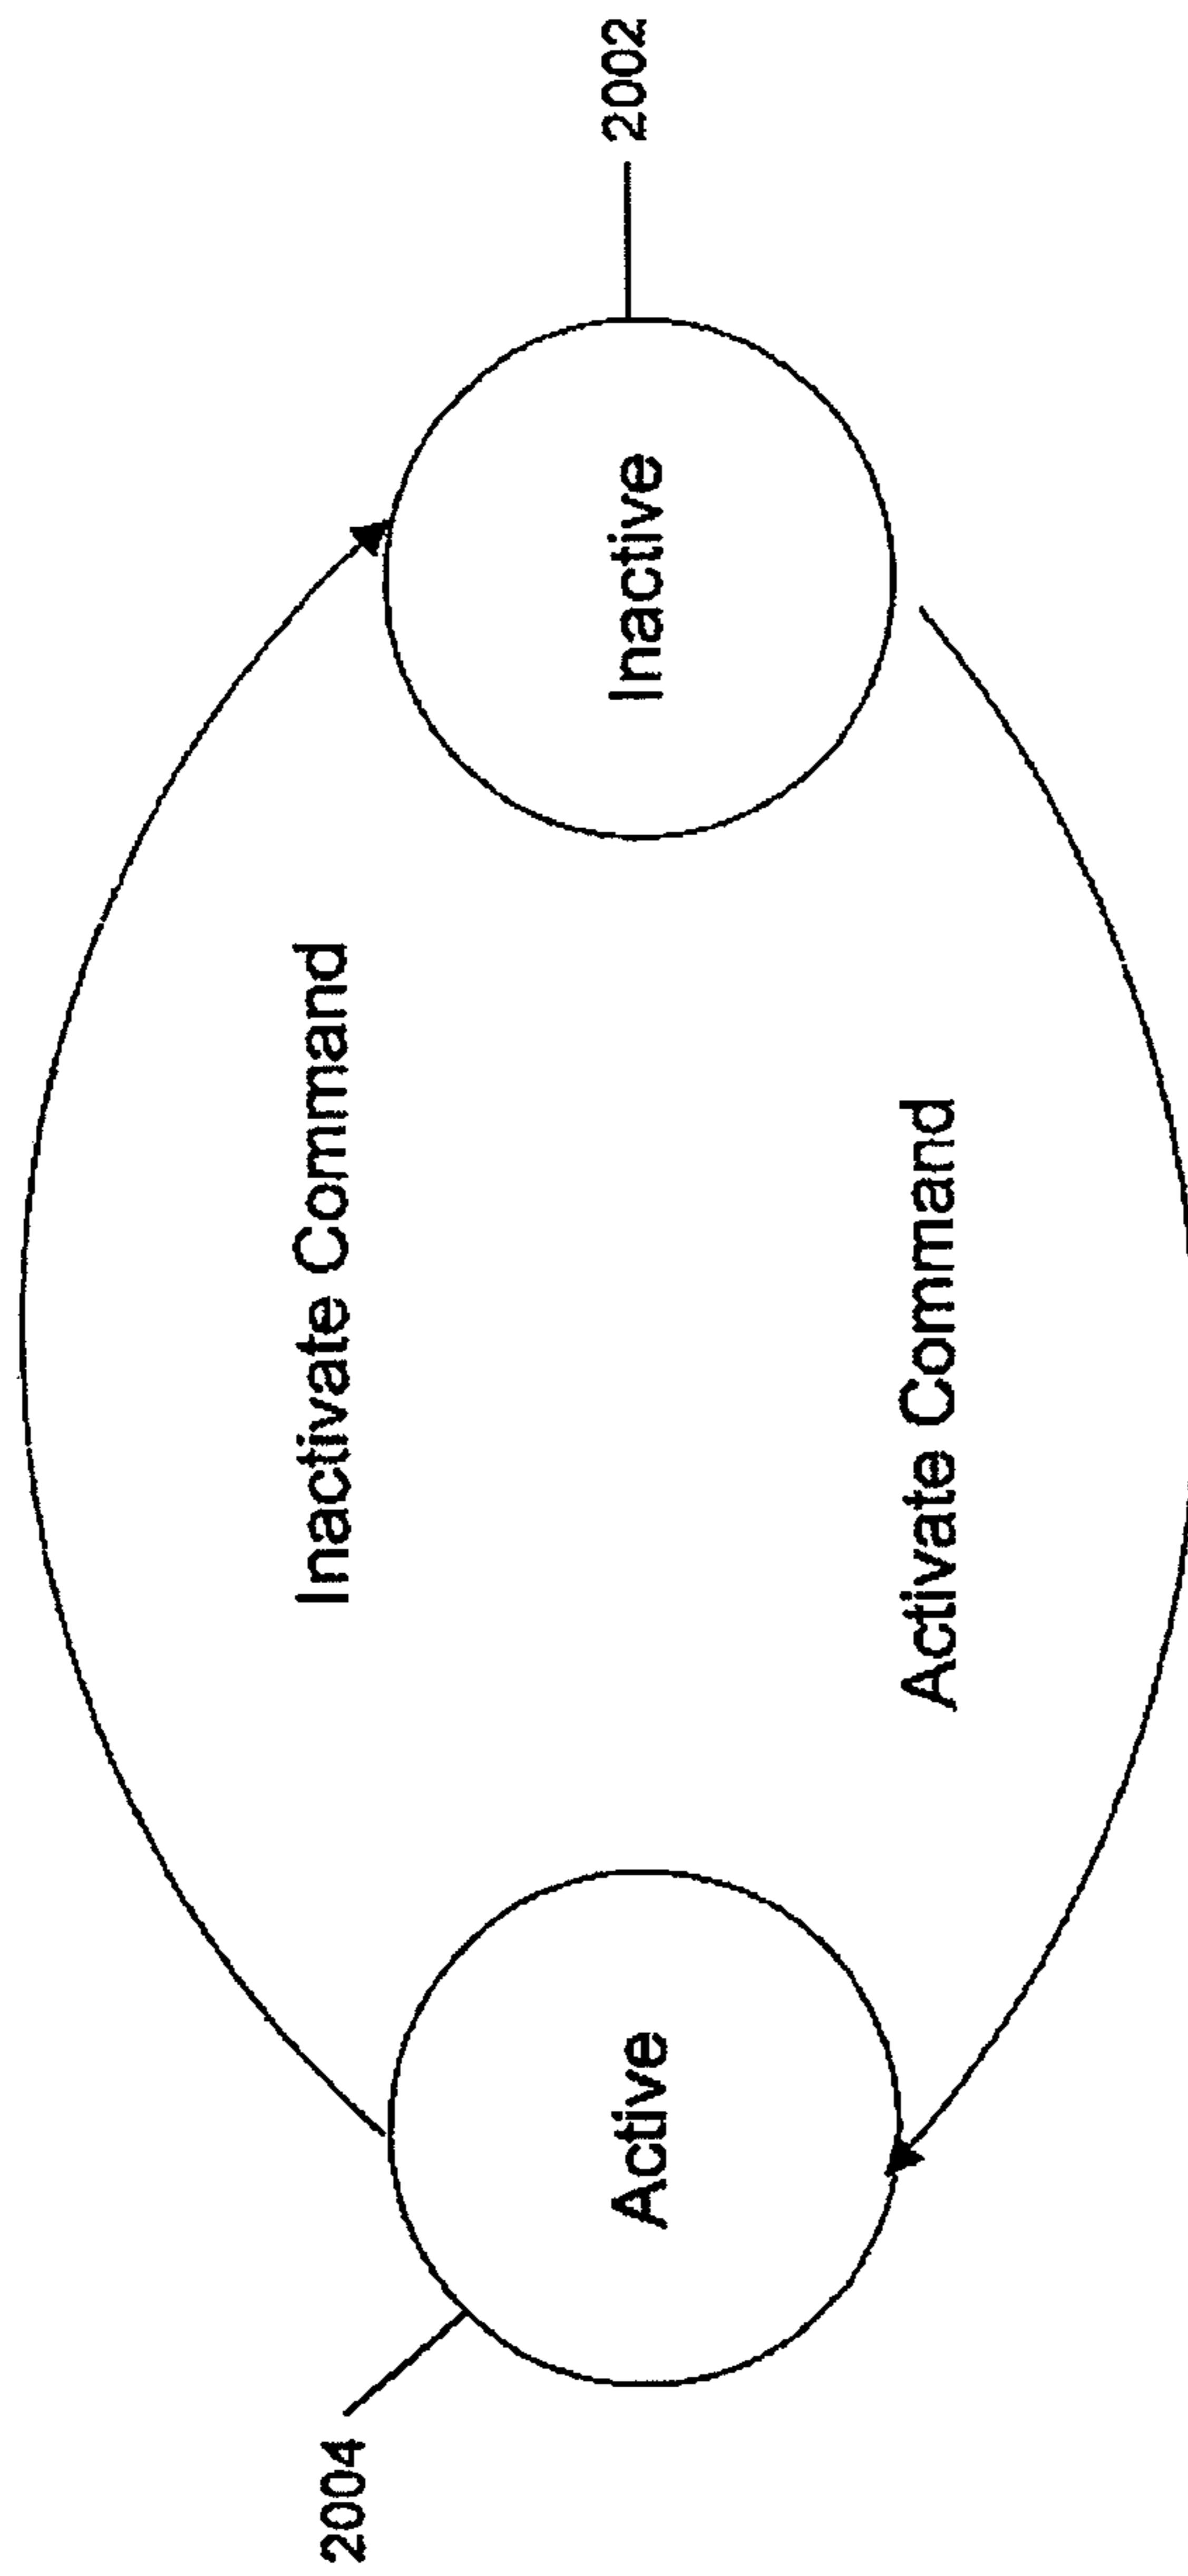 Inactivate Command
2004
Active
Inactive
2002
Activate Command